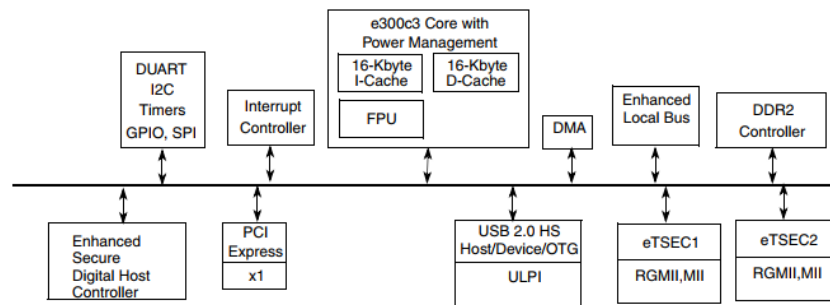 e300c3 Core with
Power Management
16-Kbyte
I-Cache
16-Kbyte
D-Cache
FPU
DUART
I2C
Timers
GPIO, SPI
Interrupt
Controller
DMA
Enhanced
Local Bus
DDR2
Controller
Enhanced
Secure
Digital Host
Controller
PCI
Express
x1
USB 2.0 HS
Host/Device/OTG
ULPI
eTSEC1
RGMII,MII
eTSEC2
RGMII,MII